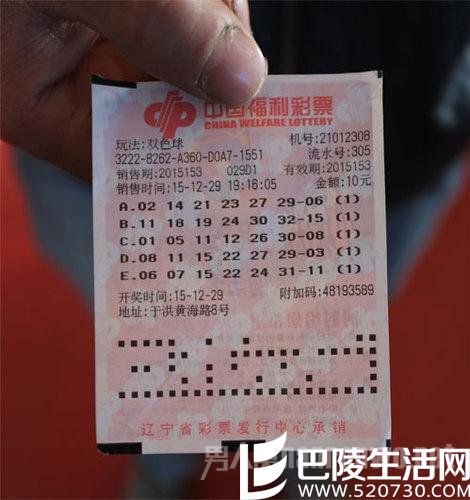 中国福利彩票
CHINA WELFARE LOTTERY
玩法:双色球 机号:21012308
3222-8262-A360-D0A7-1551 流水号:305
销售期:2015153 029D1 有效期:2015153
销售时间:15-12-29 19:16:05 金额:10元
A.02 14 21 23 27 29-06 (1)
B.11 18 19 24 30 32-15 (1)
C.01 05 11 12 26 30-08 (1)
D.08 11 15 22 27 29-03 (1)
E.06 07 15 22 24 31-11 (1)
开奖时间:15-12-29 附加码:48193589
地址:于洪黄海路8号
辽宁省彩票发行中心承销
巴陵生活网
www.520730.com